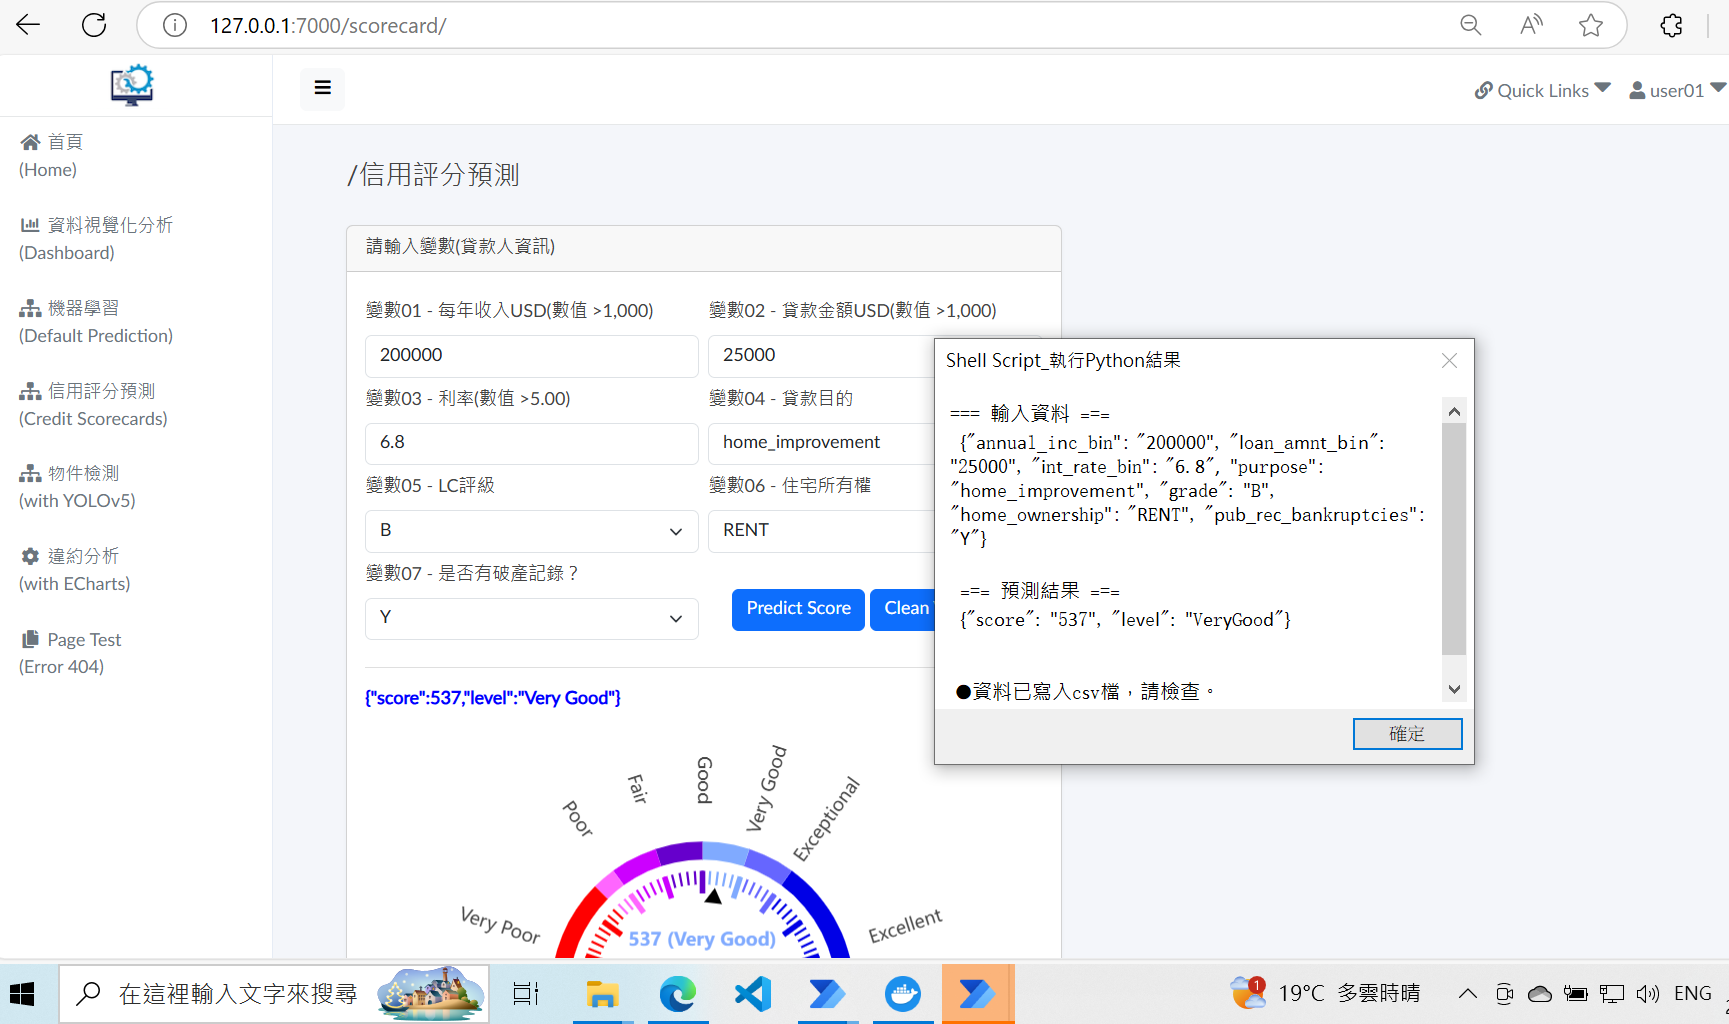 127.0.0.1:7000/scorecard/
Quick Links
user01
首頁
(Home)
資料視覺化分析
(Dashboard)
機器學習
(Default Prediction)
信用評分預測
(Credit Scorecards)
物件檢測
(with YOLOv5)
違約分析
(with ECharts)
Page Test
(Error 404)
/信用評分預測
請輸入變數(貸款人資訊)
變數01 - 每年收入USD(數值 >1,000)
變數02 - 貸款金額USD(數值 >1,000)
200000
25000
變數03 - 利率(數值 >5.00)
變數04 - 貸款目的
6.8
home_improvement
變數05 - LC評級
變數06 - 住宅所有權
B
RENT
變數07 - 是否有破產記錄？
Y
Predict Score
Clean
{"score":537,"level":"Very Good"}
Very Poor
Poor
Fair
Good
Very Good
Exceptional
Excellent
537 (Very Good)
Shell Script_執行Python結果
=== 輸入資料 ===
{"annual_inc_bin": "200000", "loan_amnt_bin":
"25000", "int_rate_bin": "6.8", "purpose":
"home_improvement", "grade": "B",
"home_ownership": "RENT", "pub_rec_bankruptcies":
"Y"}
=== 預測結果 ===
{"score": "537", "level": "VeryGood"}
●資料已寫入csv檔，請檢查。
確定
在這裡輸入文字來搜尋
1
19°C 多雲時晴
ENG